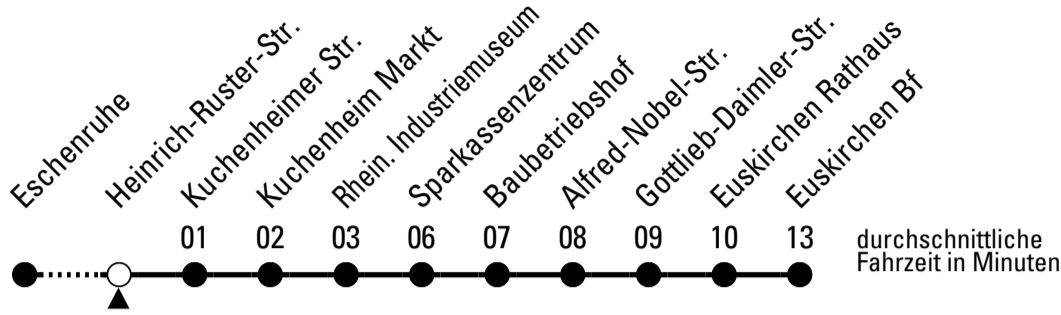 Eschenruhe
Heinrich-Ruster-Str.
Kuchenheimer Str.
Kuchenheim Markt
Rhein. Industriemuseum
Sparkassenzentrum
Baubetriebshof
Alfred-Nobel-Str.
Gottlieb-Daimler-Str.
Euskirchen Rathaus
Euskirchen Bf
01 02 03 06 07 08 09 10 13
durchschnittliche
Fahrzeit in Minuten